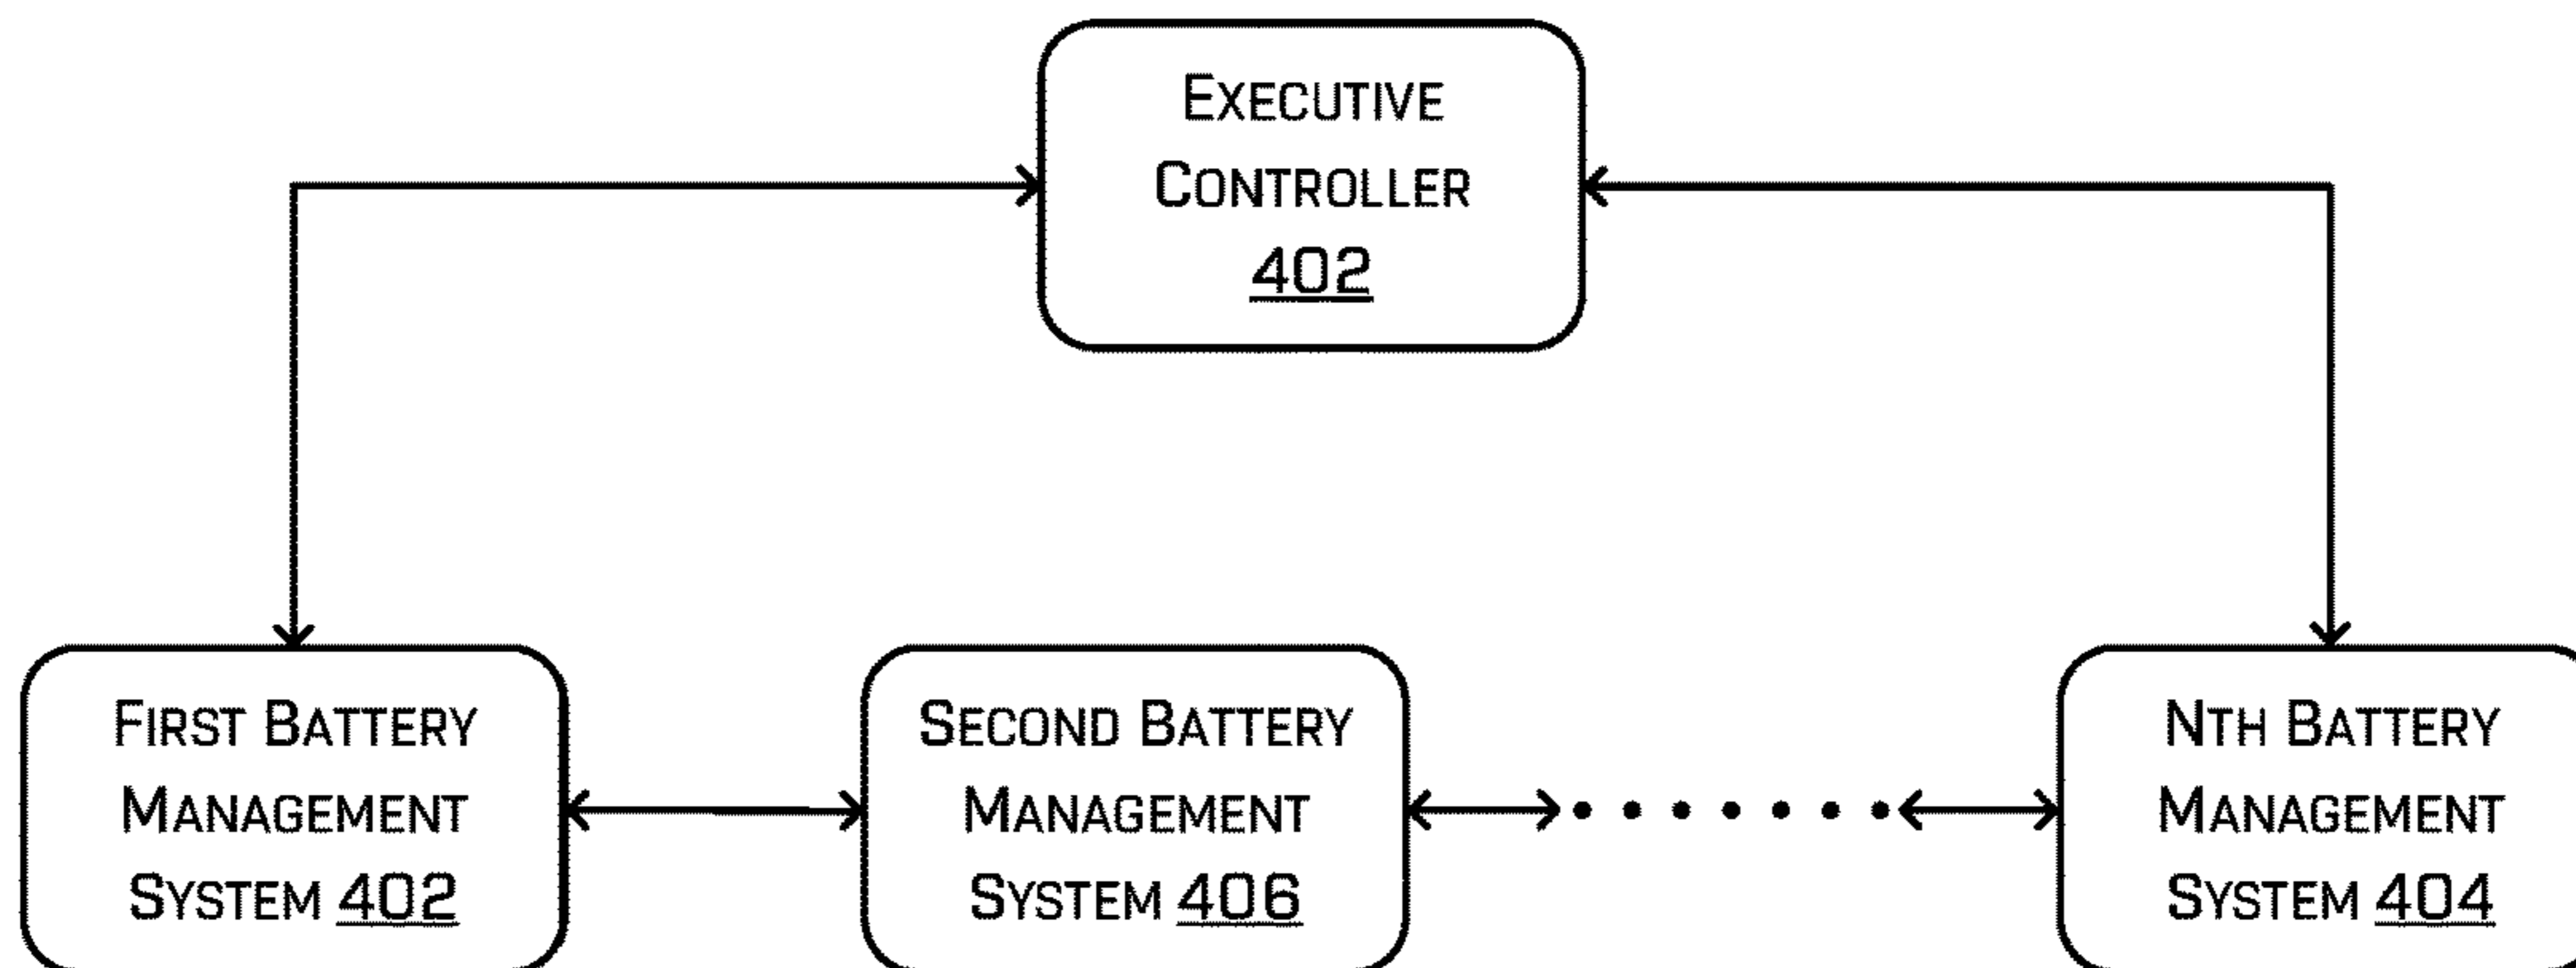 EXECUTIVE
CONTROLLER
402
FIRST BATTERY
MANAGEMENT
SYSTEM 402
SECOND BATTERY
MANAGEMENT
SYSTEM 406
NTH BATTERY
MANAGEMENT
SYSTEM 404